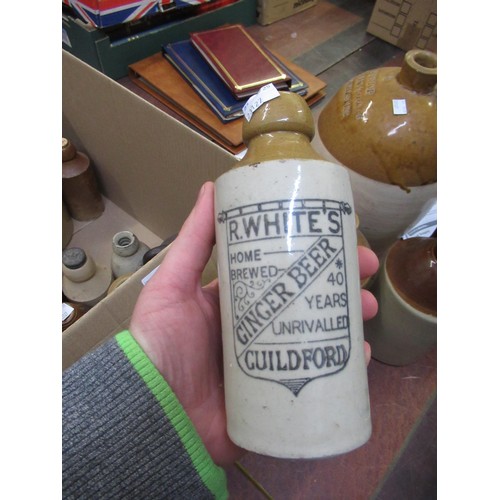 R. WHITE'S
HOME
BREWED
GINGER BEER
* 40
YEARS
UNRIVALLED
GUILDFORD